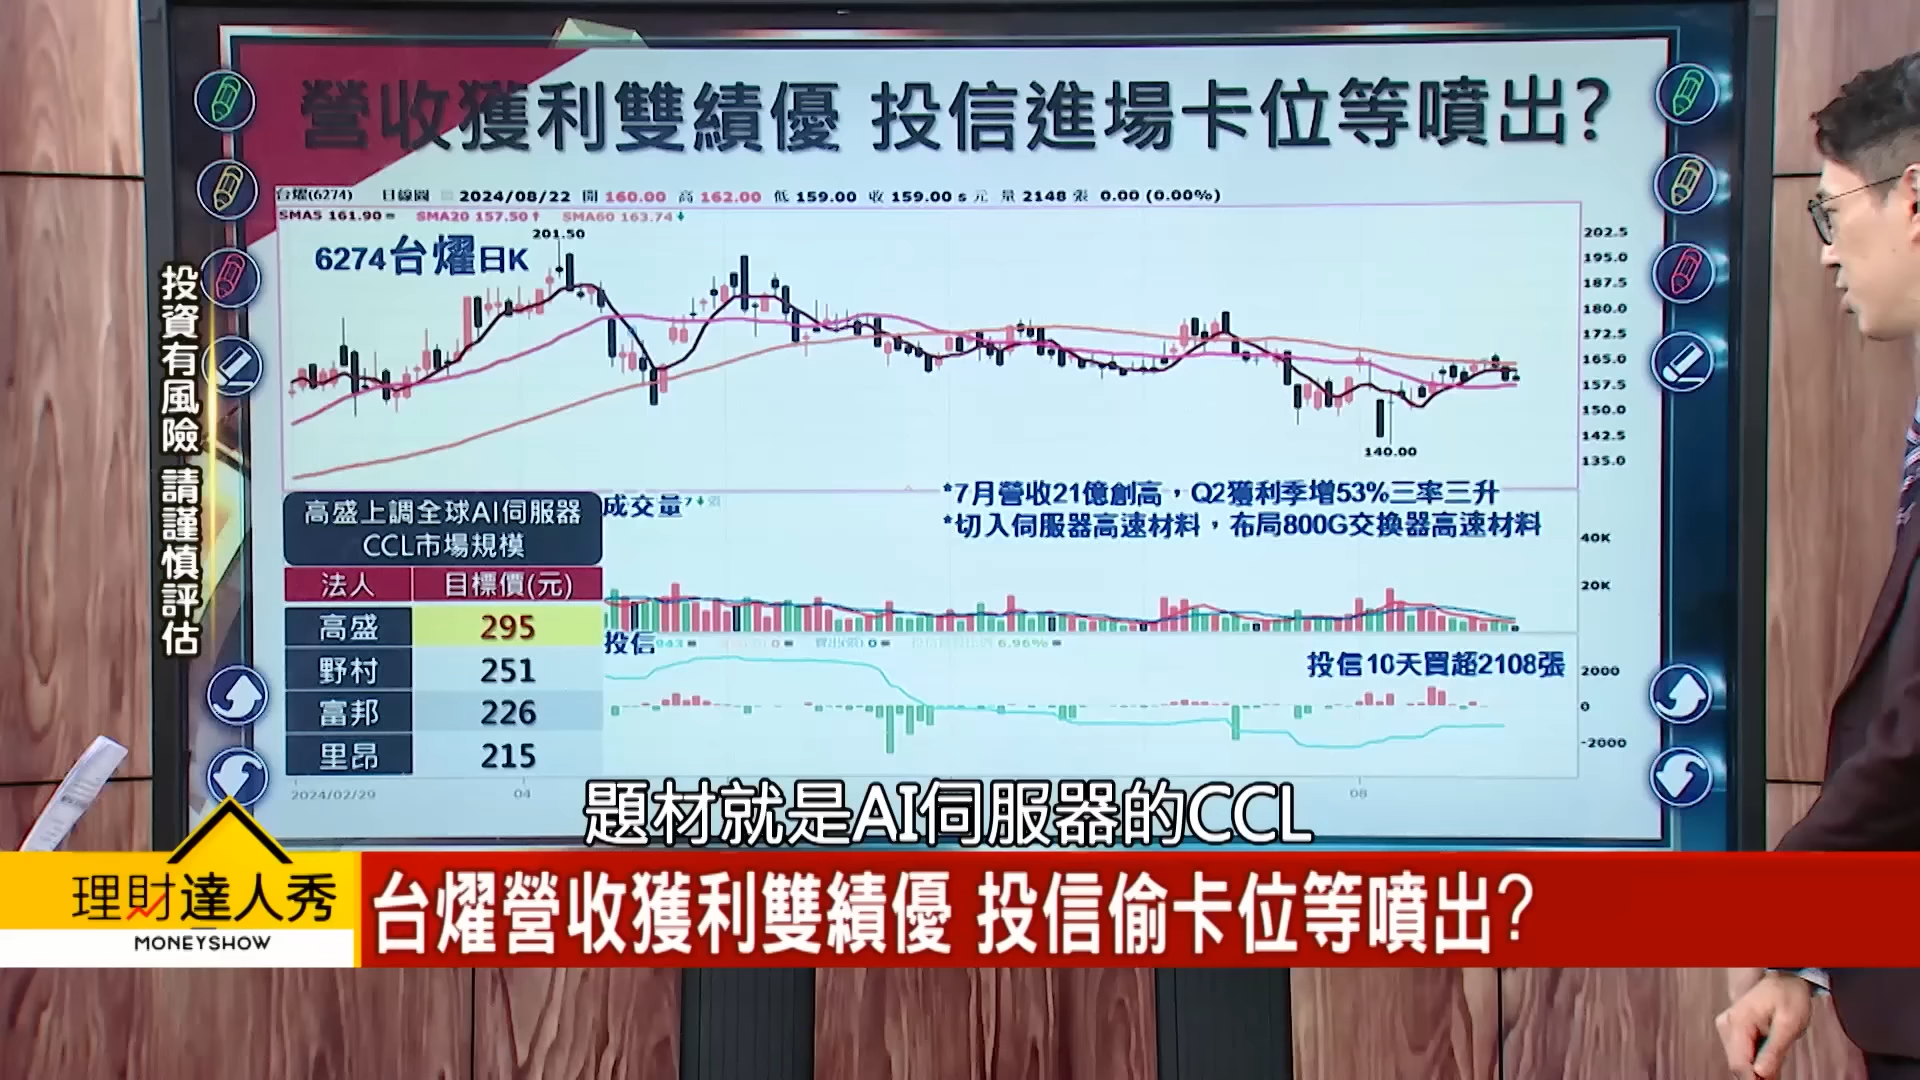 營收獲利雙績優 投信進場卡位等噴出?
台燿(6274) 日線圖 2024/08/22 開 160.00 高 162.00 低 159.00 收 159.00 s 元 量 2148 張 0.00 (0.00%)
SMA5 161.90 = SMA20 157.50↑ SMA60 163.74↓
6274台燿日K
201.50
202.5
195.0
187.5
180.0
172.5
165.0
157.5
150.0
142.5
135.0
140.00
投資有風險 請謹慎評估
*7月營收21億創高，Q2獲利季增53%三率三升
*切入伺服器高速材料，布局800G交換器高速材料
高盛上調全球AI伺服器
CCL市場規模
法人 目標價(元)
高盛 295
野村 251
富邦 226
里昂 215
成交量
40K
20K
投信
買出(張) 0 =
6.96% =
投信10天買超2108張
2000
0
-2000
2024/02/29 04 08
題材就是AI伺服器的CCL
理財達人秀
MONEYSHOW
台燿營收獲利雙績優 投信偷卡位等噴出?